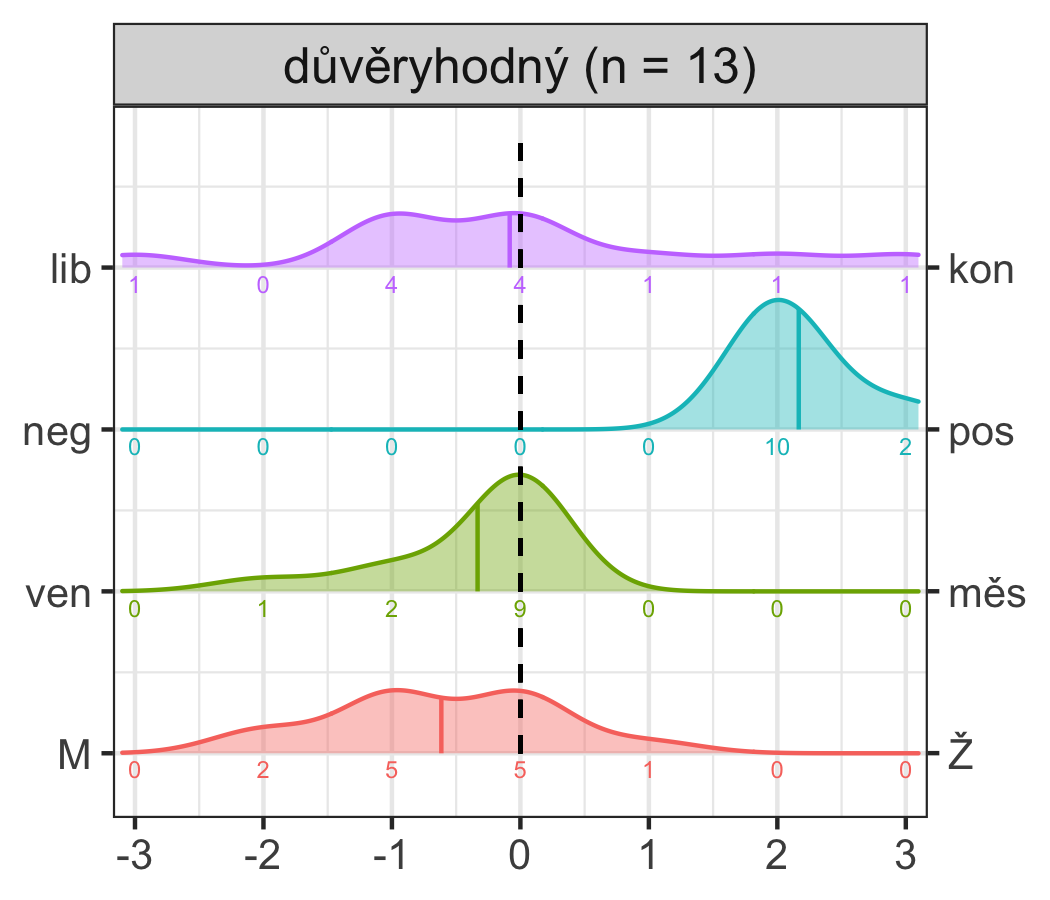 důvěryhodný (n = 13)
lib kon
1 0 4 4 1 1 1
neg pos
0 0 0 0 0 10 2
ven měs
0 1 2 9 0 0 0
M Ž
0 2 5 5 1 0 0
-3 -2 -1 0 1 2 3